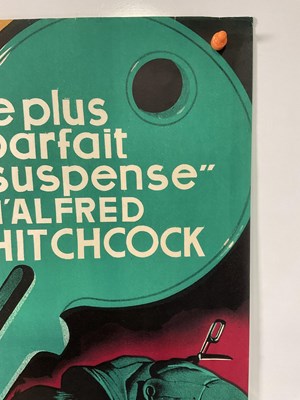 e plus
parfait
suspense"
d'ALFRED
HITCHCOCK